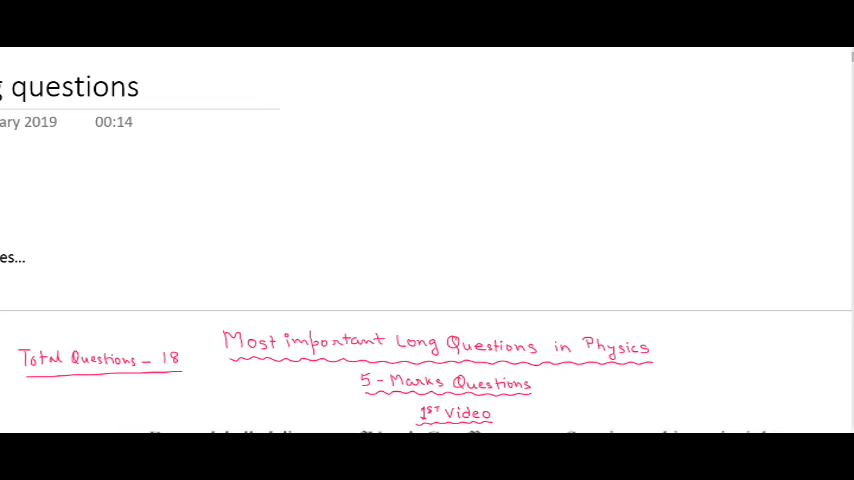 questions
ary 2019 00:14
es...
Most important Long Questions in Physics
Total Questions - 18
5 - Marks Questions
1ST Video